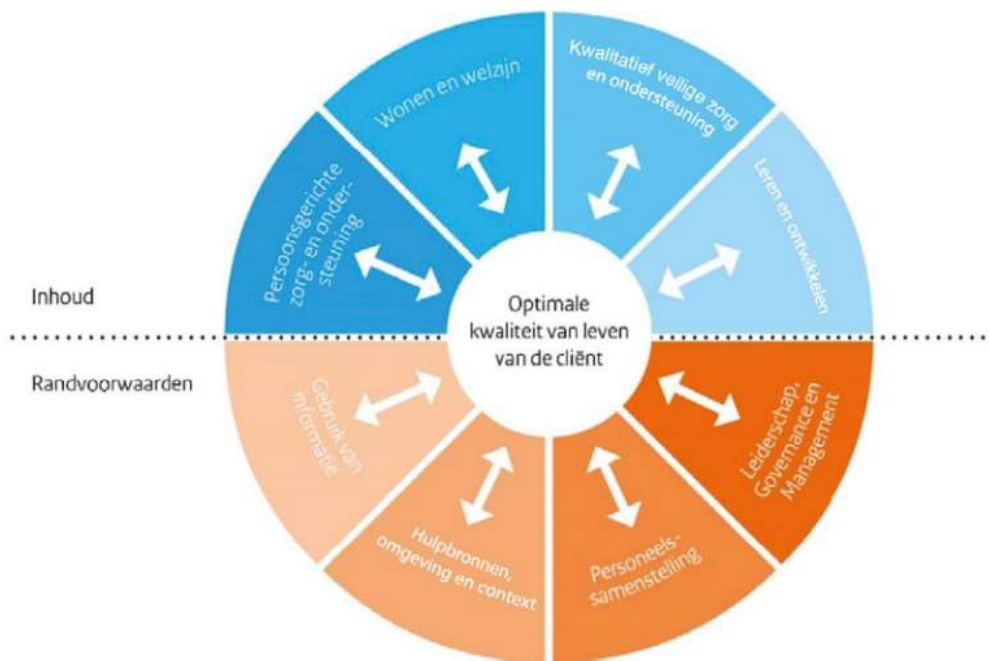 Wonen en welzijn
Kwalitatief veilige zorg
en ondersteuning
Persoonsgerichte
zorg- en onder-
steuning
Leren en ontwikkelen
Inhoud
Optimale
kwaliteit van leven
van de cliënt
Randvoorwaarden
Gebruik van
informatie
Leiderschap,
Governance en
Management
Hulpbronnen,
omgeving en context
Personeels-
samenstelling